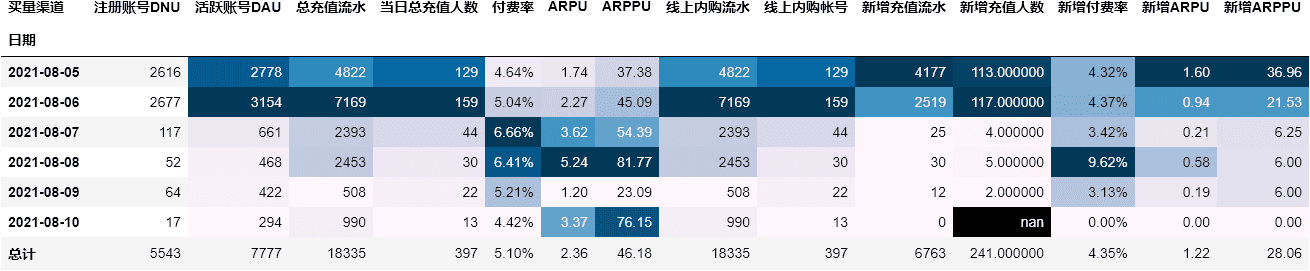 买量渠道 注册账号DNU 活跃账号DAU 总充值流水 当日总充值人数 付费率 ARPU ARPPU 线上内购流水 线上内购帐号 新增充值流水 新增充值人数 新增付费率 新增ARPU 新增ARPPU
日期
2021-08-05 2616 2778 4822 129 4.64% 1.74 37.38 4822 129 4177 113.000000 4.32% 1.60 36.96
2021-08-06 2677 3154 7169 159 5.04% 2.27 45.09 7169 159 2519 117.000000 4.37% 0.94 21.53
2021-08-07 117 661 2393 44 6.66% 3.62 54.39 2393 44 25 4.000000 3.42% 0.21 6.25
2021-08-08 52 468 2453 30 6.41% 5.24 81.77 2453 30 30 5.000000 9.62% 0.58 6.00
2021-08-09 64 422 508 22 5.21% 1.20 23.09 508 22 12 2.000000 3.13% 0.19 6.00
2021-08-10 17 294 990 13 4.42% 3.37 76.15 990 13 0 nan 0.00% 0.00 0.00
总计 5543 7777 18335 397 5.10% 2.36 46.18 18335 397 6763 241.000000 4.35% 1.22 28.06